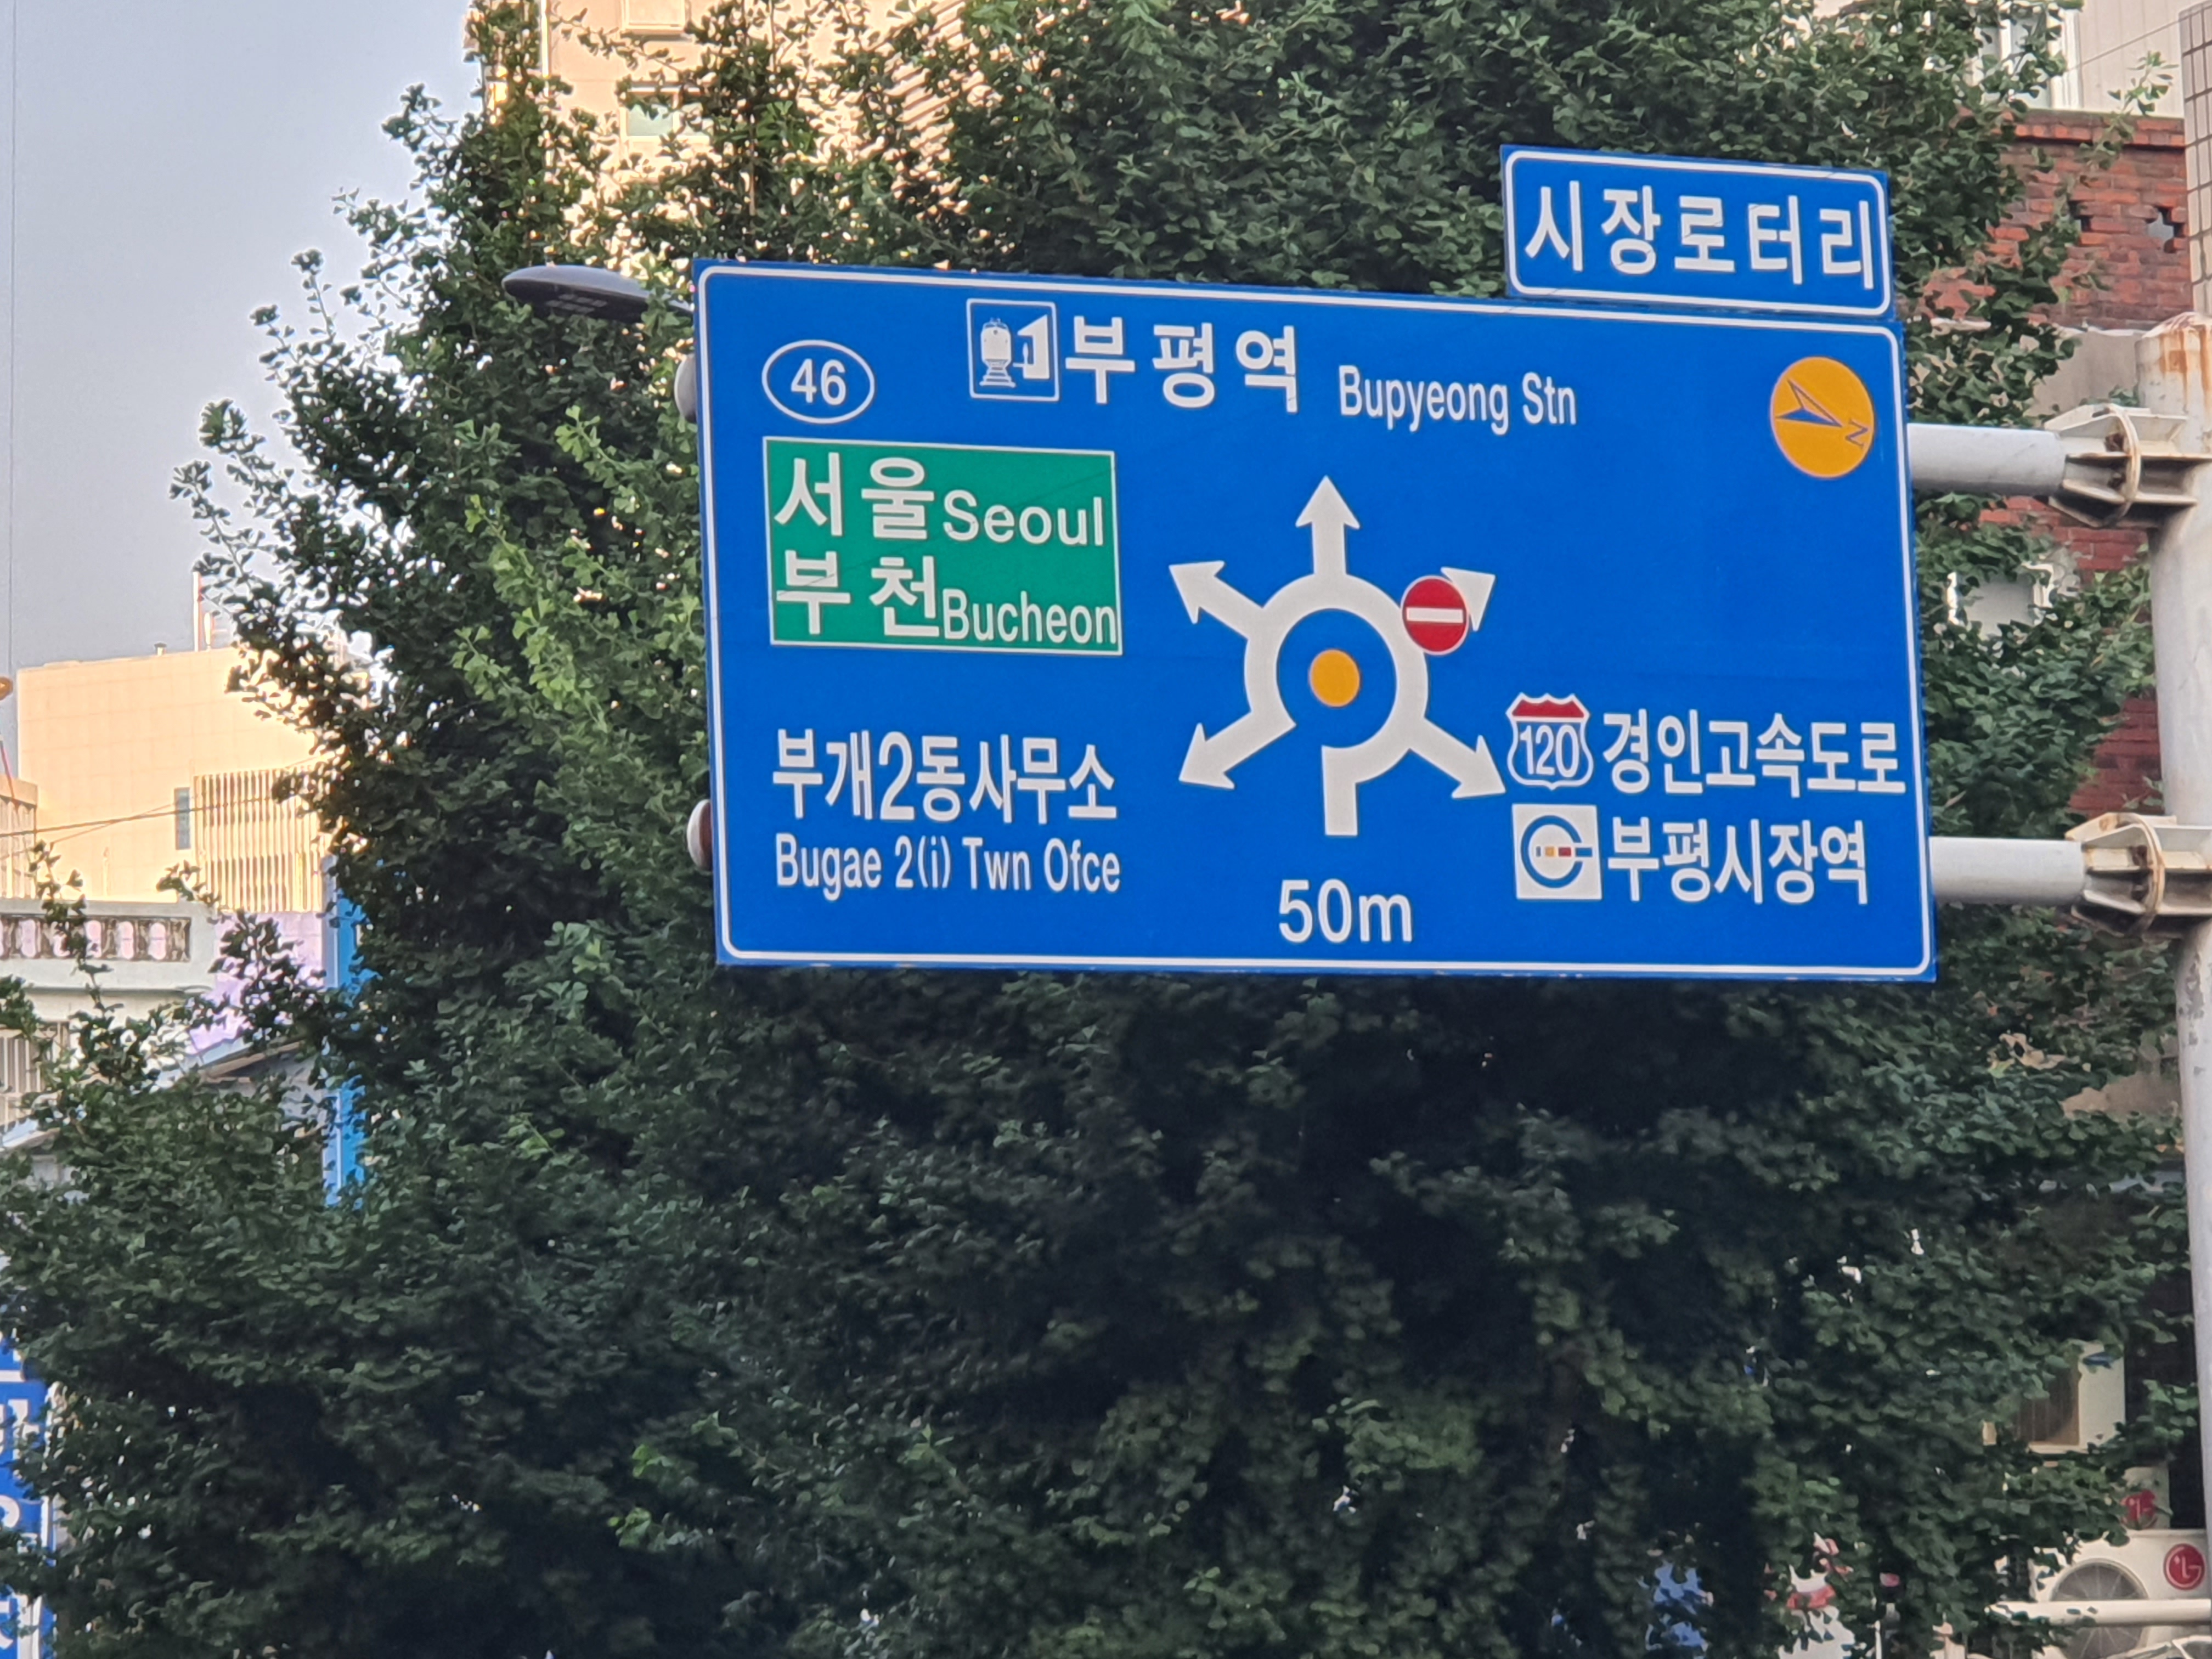 시장로터리
46
부평역 Bupyeong Stn
N
서울 Seoul
부천 Bucheon
120 경인고속도로
부평시장역
부개2동사무소
Bugae 2(i) Twn Ofce
50m
LG